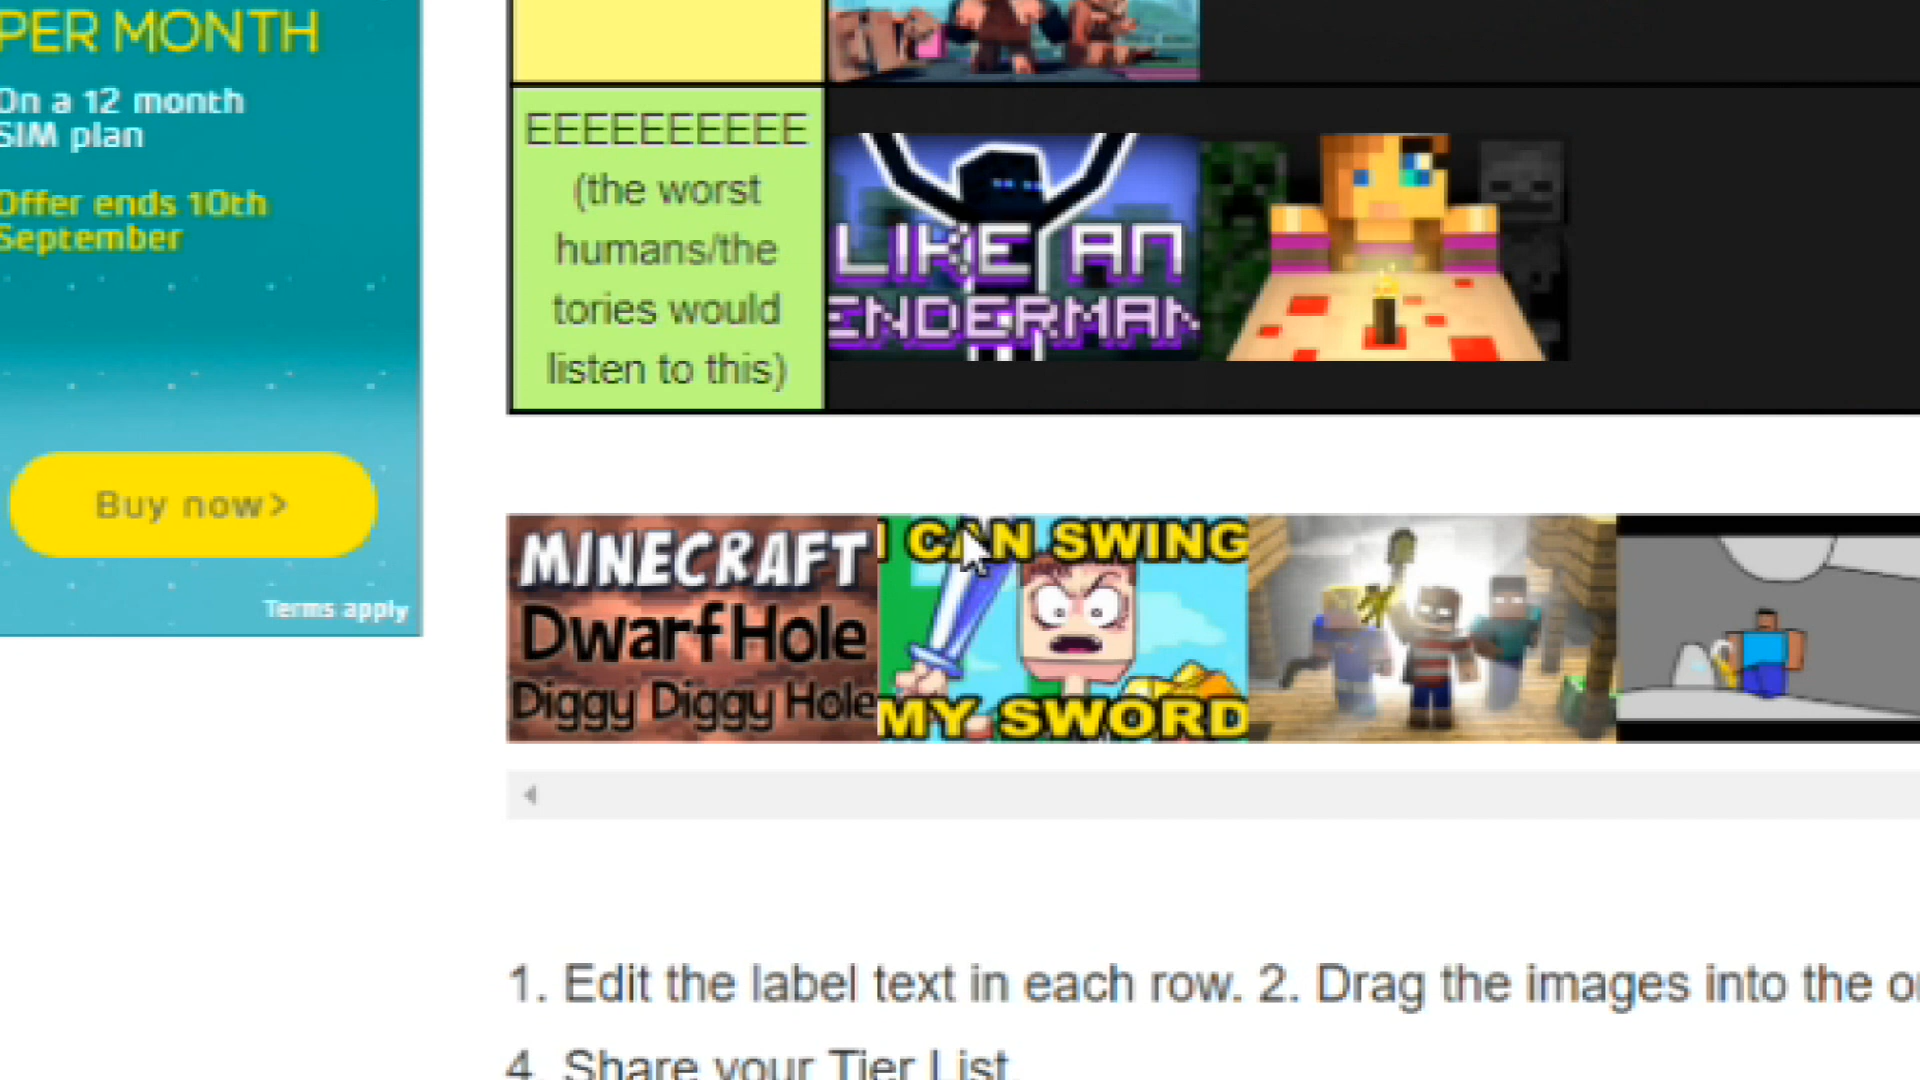 PER MONTH
On a 12 month
SIM plan
Offer ends 10th
September
Buy now>
Terms apply
EEEEEEEEEE
(the worst
humans/the
tories would
listen to this)
LIKE AN
ENDERMAN
MINECRAFT
Dwarf Hole
Diggy Diggy Hole
I CAN SWING
MY SWORD
1. Edit the label text in each row. 2. Drag the images into the o
4. Share your Tier List.